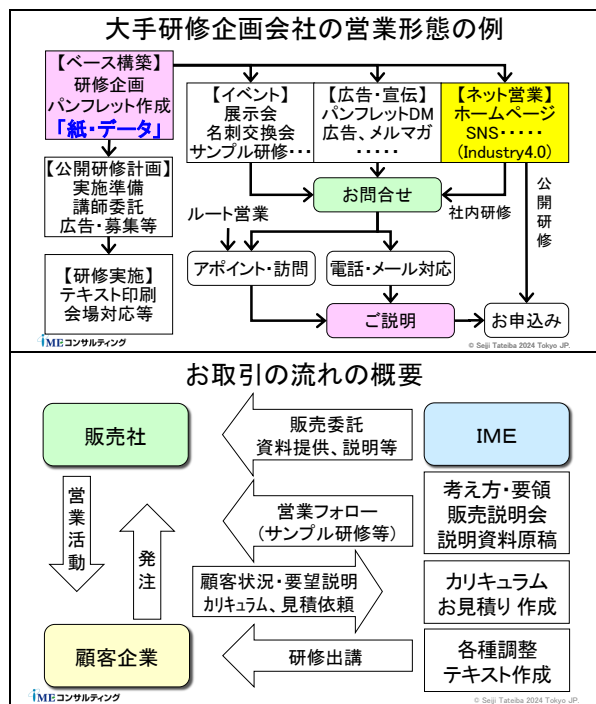 大手研修企画会社の営業形態の例
【ベース構築】
研修企画
パンフレット作成
「紙・データ」
【イベント】
展示会
名刺交換会
サンプル研修・・・
【広告・宣伝】
パンフレットDM
広告、メルマガ
・・・・・
【ネット営業】
ホームページ
SNS・・・・・
(Industry4.0)
【公開研修計画】
実施準備
講師委託
広告・募集等
お問合せ
ルート営業
社内研修
公開研修
アポイント・訪問
電話・メール対応
【研修実施】
テキスト印刷
会場対応等
ご説明
お申込み
iMEコンサルティング
© Seiji Tateiba 2024 Tokyo JP.
お取引の流れの概要
販売社
販売委託
資料提供、説明等
IME
営業活動
発注
営業フォロー
(サンプル研修等)
考え方・要領
販売説明会
説明資料原稿
顧客状況・要望説明
カリキュラム、見積依頼
カリキュラム
お見積り 作成
顧客企業
研修出講
各種調整
テキスト作成
iMEコンサルティング
© Seiji Tateiba 2024 Tokyo JP.